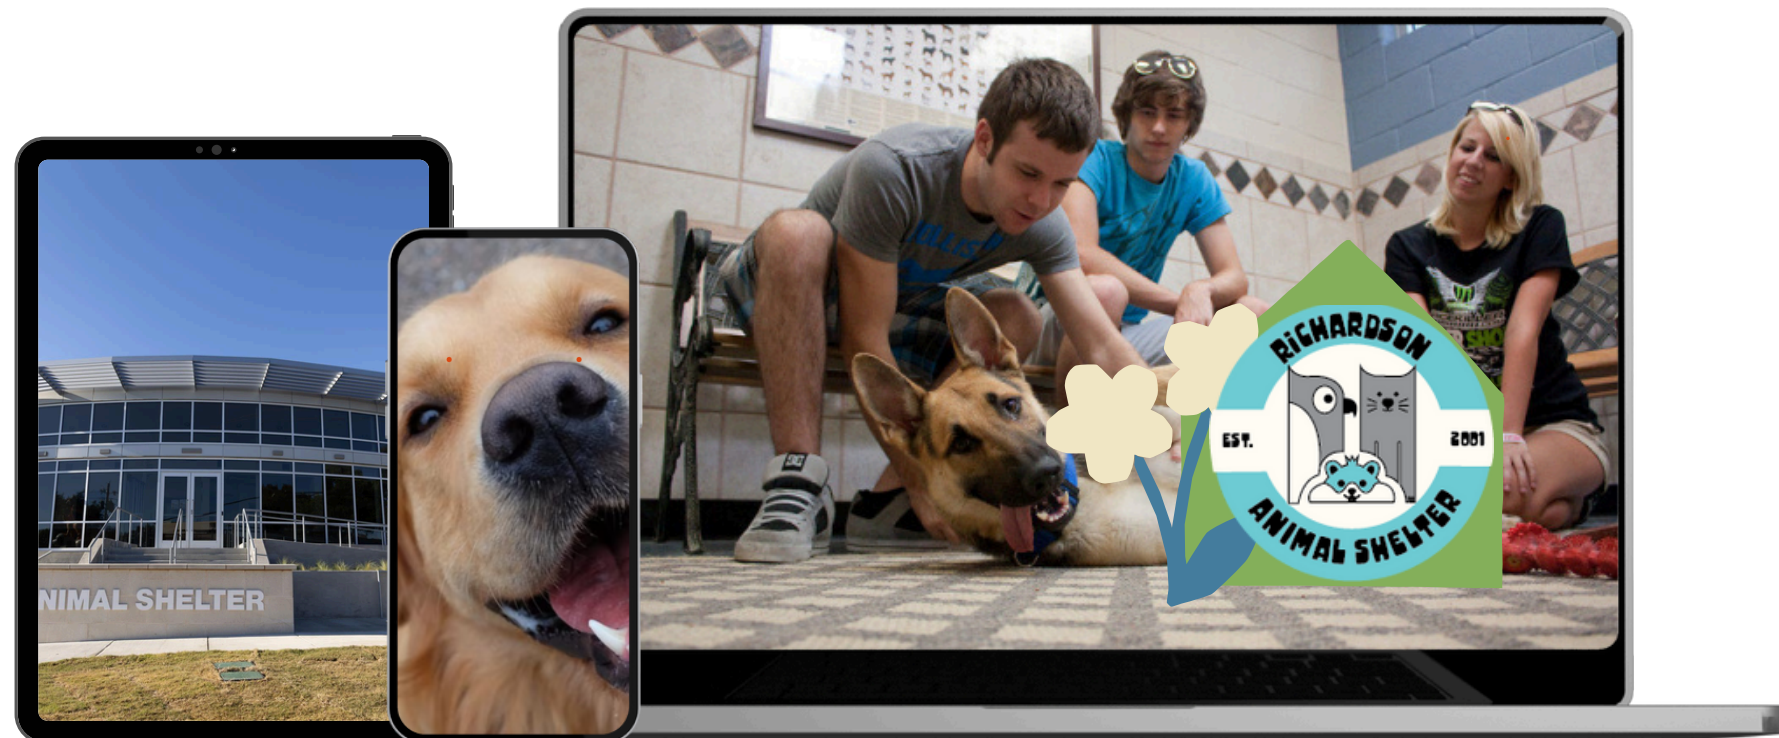 NIMAL SHELTER
RiCHARDSON
EST. 2001
ANIMAL SHELTER